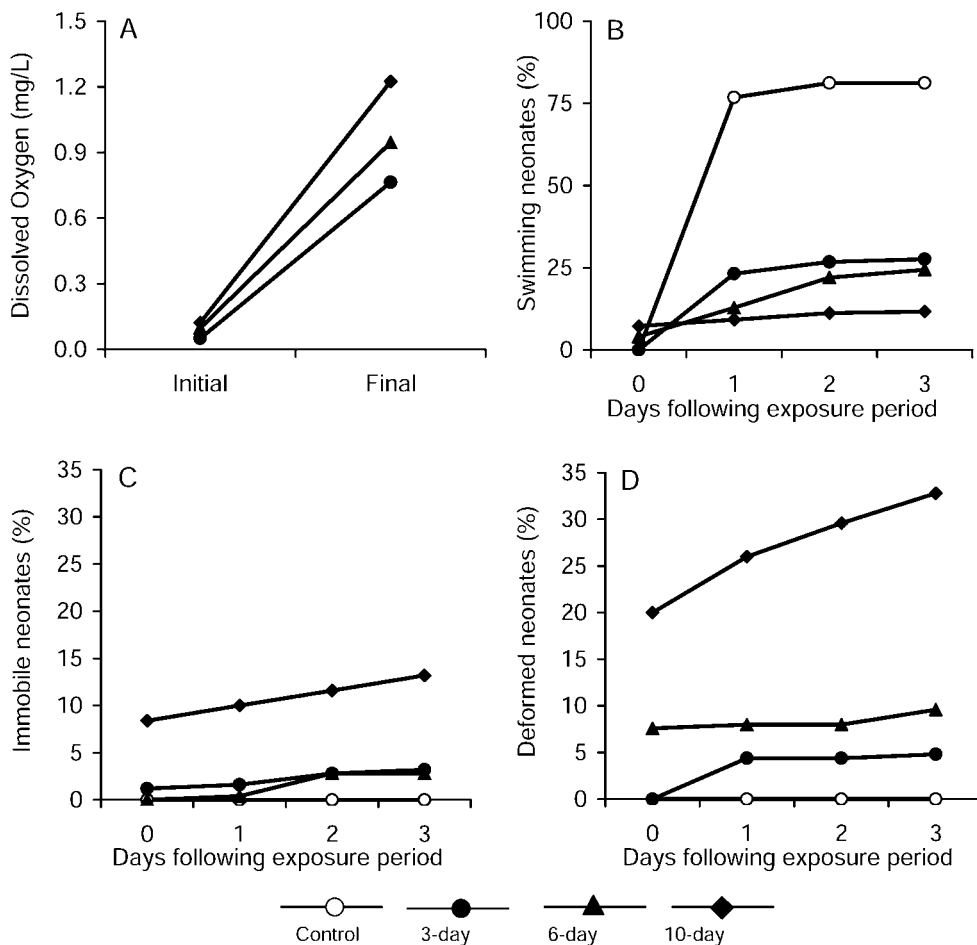 A
Dissolved Oxygen (mg/L)
1.5
1.2
0.9
0.6
0.3
0.0
Initial Final
B
Swimming neonates (%)
100
75
50
25
0
0 1 2 3
Days following exposure period
C
Immobile neonates (%)
35
30
25
20
15
10
5
0
0 1 2 3
Days following exposure period
D
Deformed neonates (%)
35
30
25
20
15
10
5
0
0 1 2 3
Days following exposure period
Control 3-day 6-day 10-day